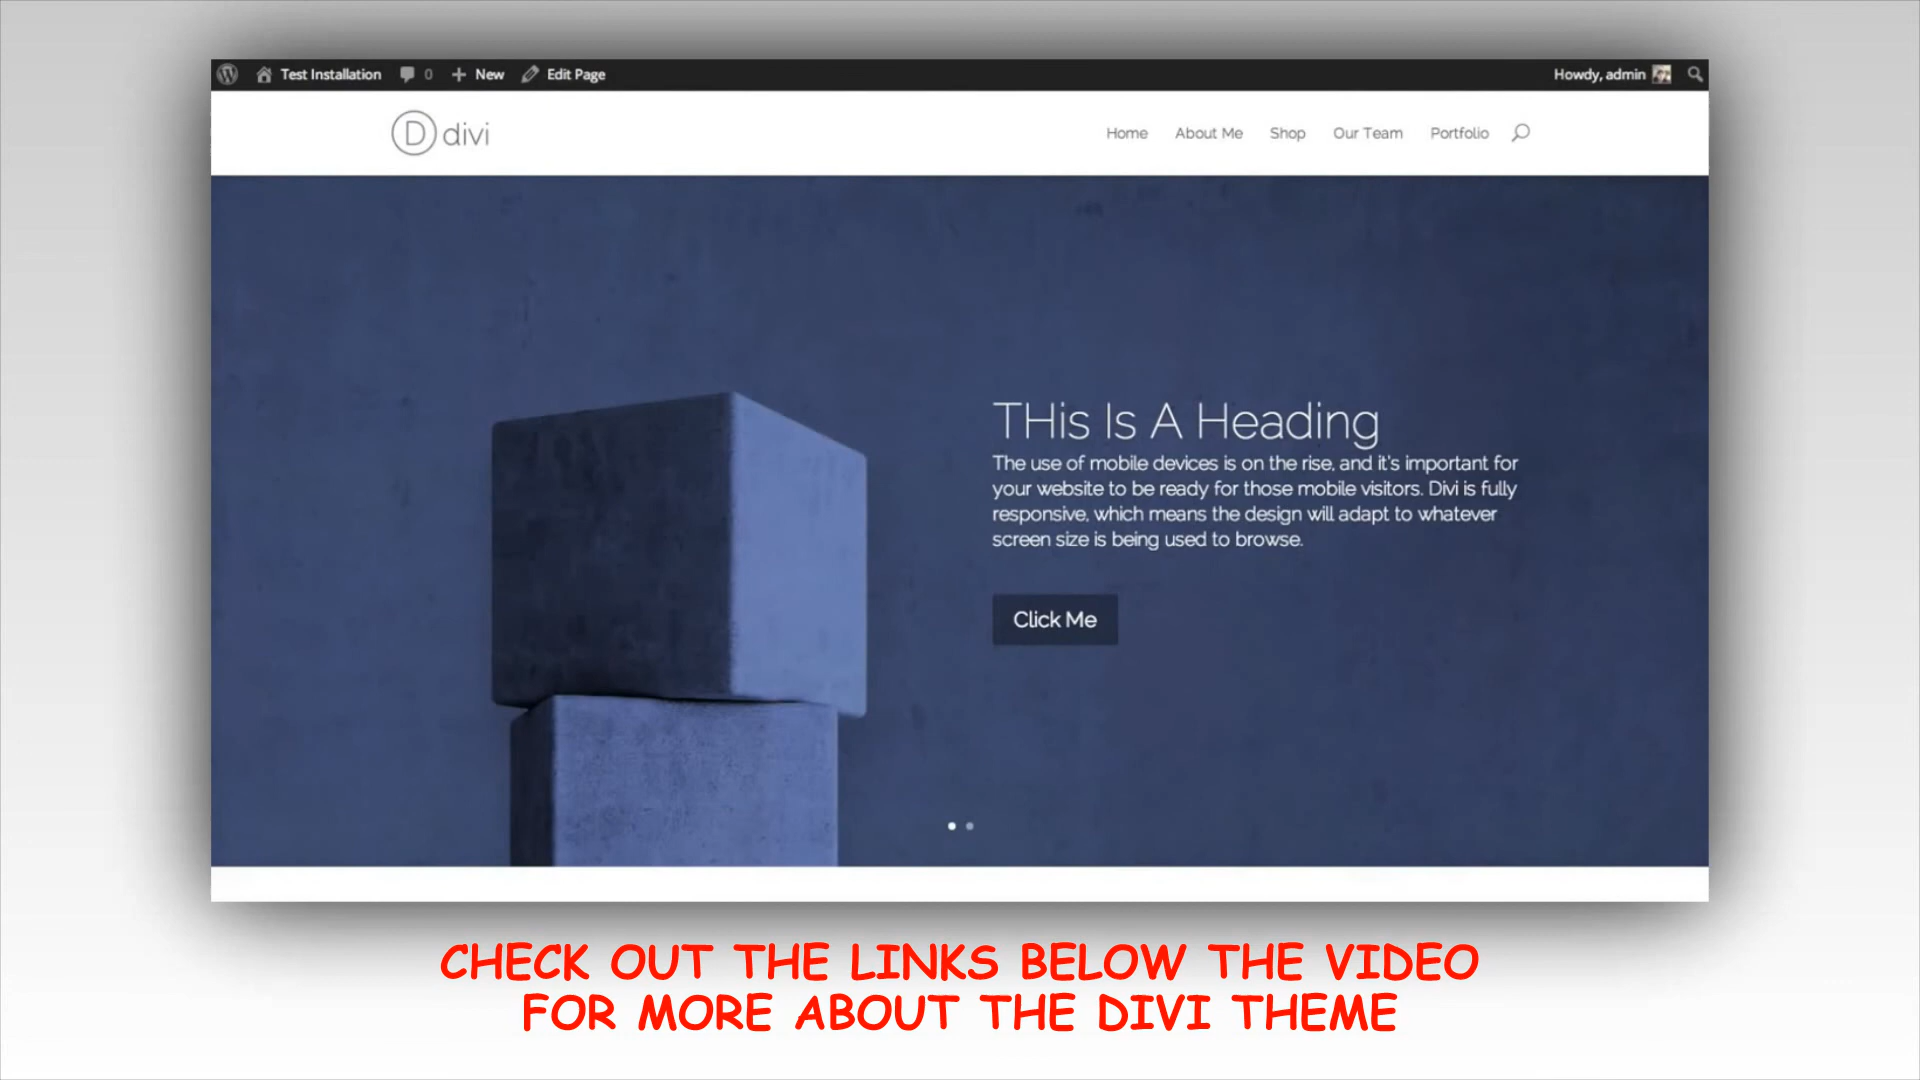 Test Installation 0 New Edit Page Howdy, admin
D divi Home About Me Shop Our Team Portfolio
THis Is A Heading
The use of mobile devices is on the rise, and it's important for
your website to be ready for those mobile visitors. Divi is fully
responsive, which means the design will adapt to whatever
screen size is being used to browse.
Click Me
CHECK OUT THE LINKS BELOW THE VIDEO
FOR MORE ABOUT THE DIVI THEME